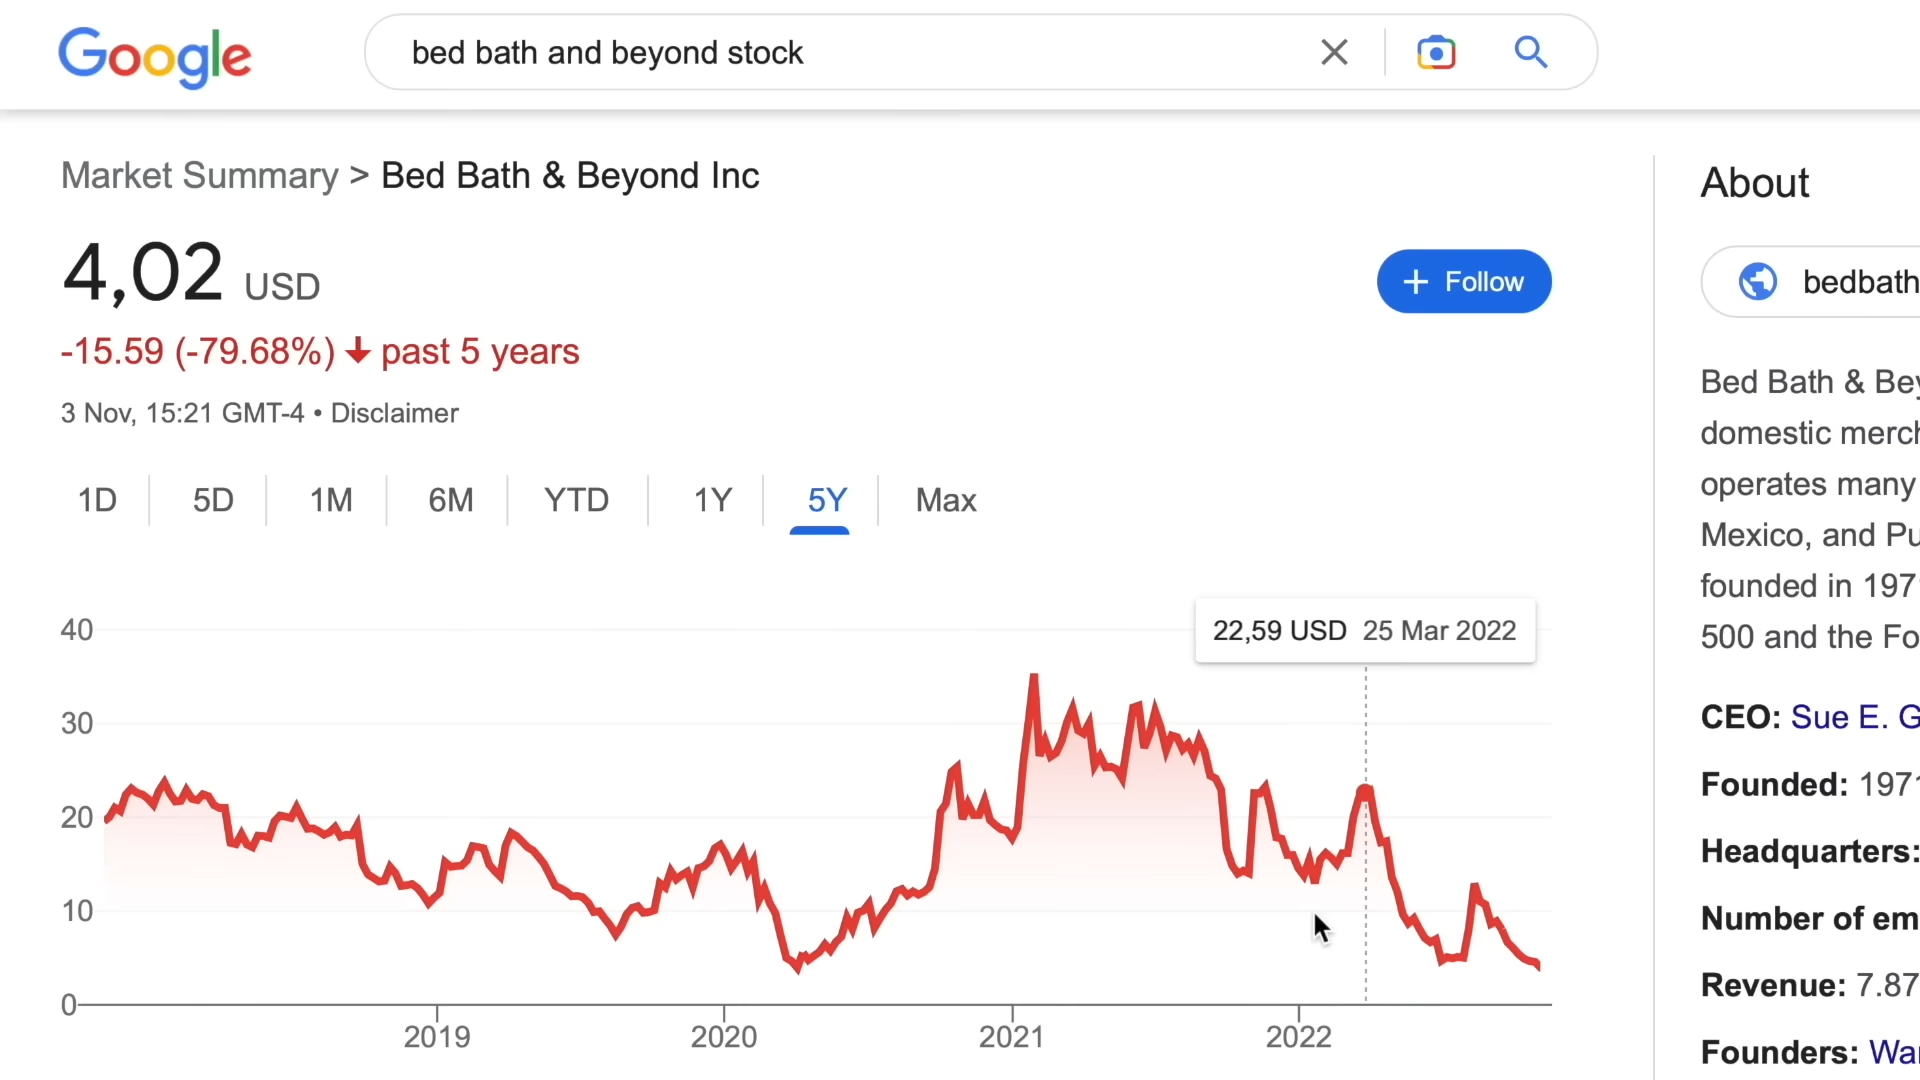 Google
bed bath and beyond stock
Market Summary > Bed Bath & Beyond Inc
4,02 USD
+ Follow
-15.59 (-79.68%) past 5 years
3 Nov, 15:21 GMT-4 • Disclaimer
1D 5D 1M 6M YTD 1Y 5Y Max
22,59 USD 25 Mar 2022
40
30
20
10
0
2019 2020 2021 2022
About
bedbath
Bed Bath & Bey
domestic merch
operates many
Mexico, and Pu
founded in 197
500 and the Fo
CEO: Sue E. G
Founded: 1971
Headquarters:
Number of em
Revenue: 7.87
Founders: War